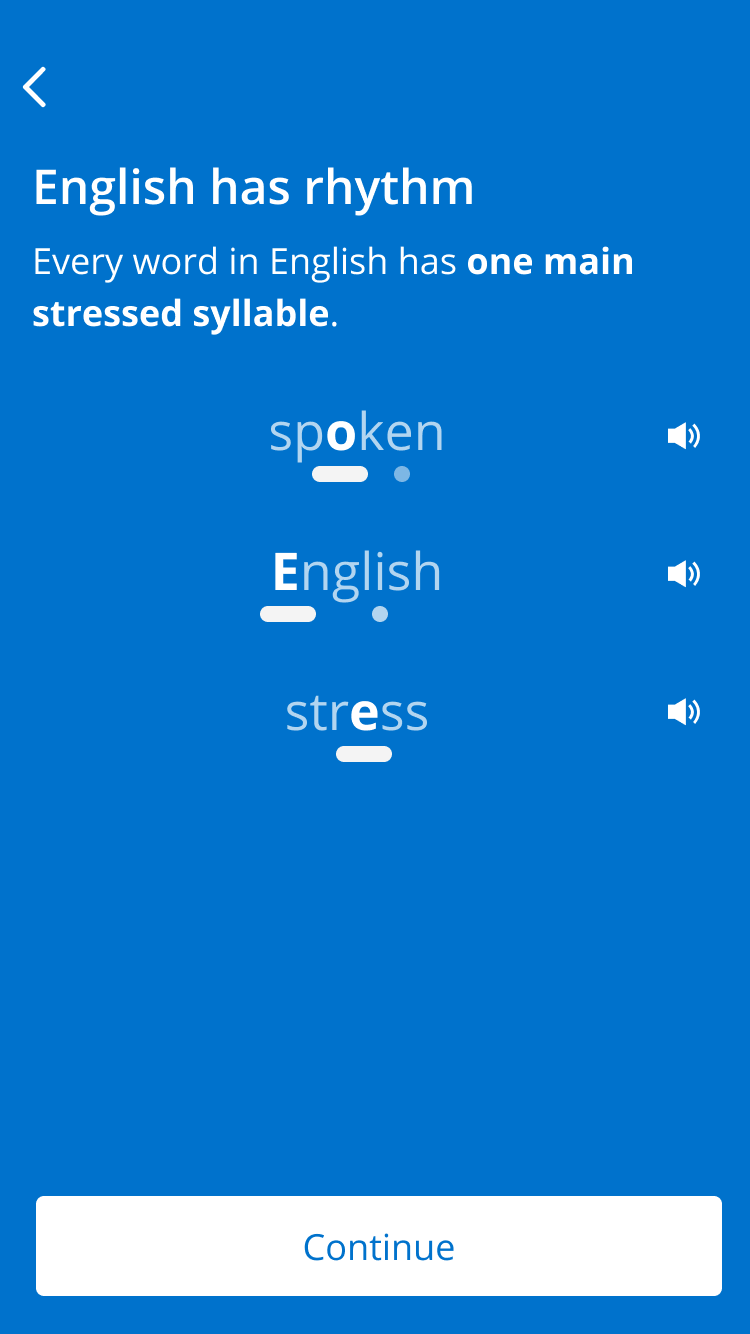 English has rhythm
Every word in English has one main
stressed syllable.
spoken
English
stress
Continue